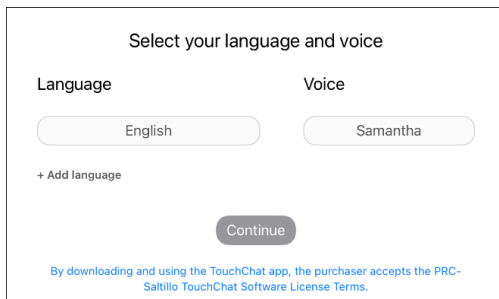 Select your language and voice
Language
Voice
English
Samantha
+ Add language
Continue
By downloading and using the TouchChat app, the purchaser accepts the PRC-
Saltillo TouchChat Software License Terms.